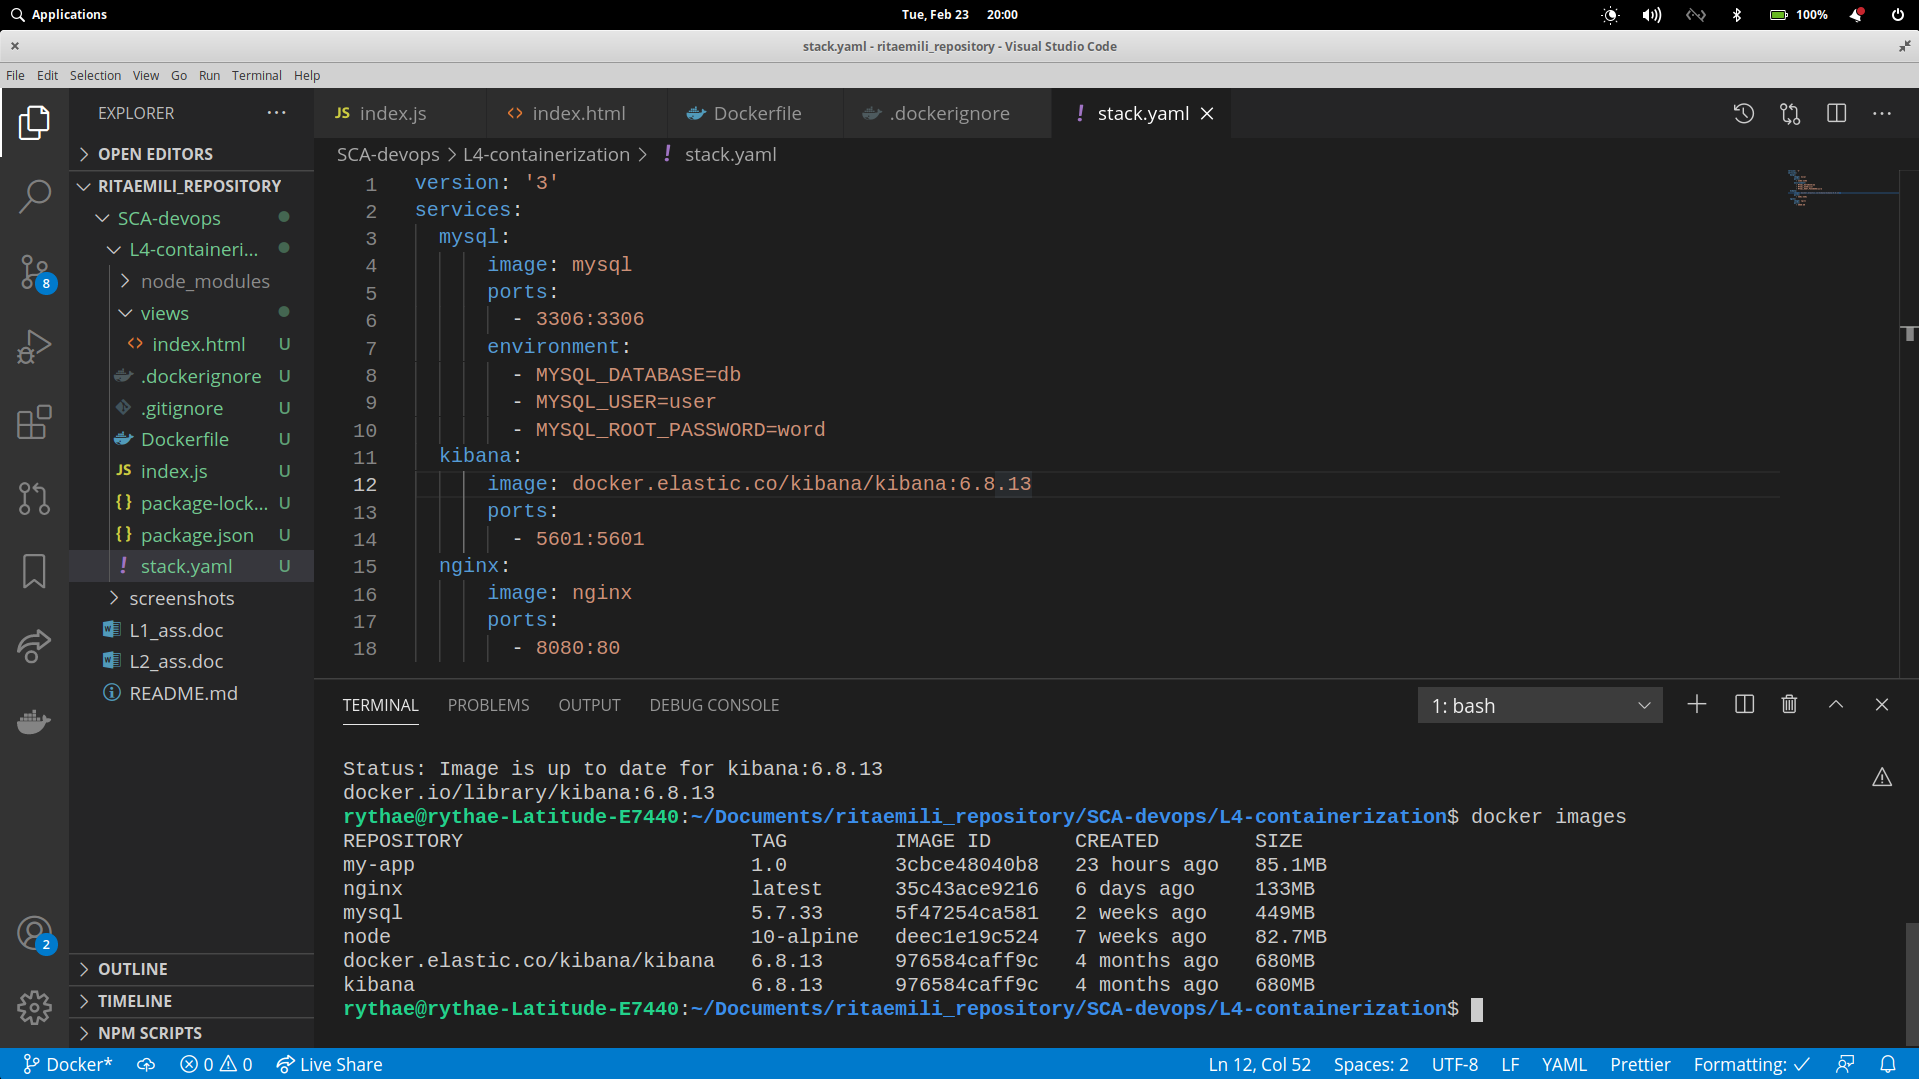 Applications
Tue, Feb 23 20:00
100%
stack.yaml - ritaemili_repository - Visual Studio Code
File Edit Selection View Go Run Terminal Help
EXPLORER
JS index.js
index.html
Dockerfile
.dockerignore
! stack.yaml
OPEN EDITORS
RITAEMILI_REPOSITORY
SCA-devops
L4-containeri...
node_modules
views
index.html U
.dockerignore U
.gitignore U
Dockerfile U
JS index.js U
{} package-lock... U
{} package.json U
! stack.yaml U
screenshots
L1_ass.doc
L2_ass.doc
README.md
OUTLINE
TIMELINE
NPM SCRIPTS
8
2
SCA-devops > L4-containerization > ! stack.yaml
1 version: '3'
2 services:
3 mysql:
4 image: mysql
5 ports:
6 - 3306:3306
7 environment:
8 - MYSQL_DATABASE=db
9 - MYSQL_USER=user
10 - MYSQL_ROOT_PASSWORD=word
11 kibana:
12 image: docker.elastic.co/kibana/kibana:6.8.13
13 ports:
14 - 5601:5601
15 nginx:
16 image: nginx
17 ports:
18 - 8080:80
TERMINAL PROBLEMS OUTPUT DEBUG CONSOLE
1: bash
Status: Image is up to date for kibana:6.8.13
docker.io/library/kibana:6.8.13
rythae@rythae-Latitude-E7440:~/Documents/ritaemili_repository/SCA-devops/L4-containerization$ docker images
REPOSITORY TAG IMAGE ID CREATED SIZE
my-app 1.0 3cbce48040b8 23 hours ago 85.1MB
nginx latest 35c43ace9216 6 days ago 133MB
mysql 5.7.33 5f47254ca581 2 weeks ago 449MB
node 10-alpine deec1e19c524 7 weeks ago 82.7MB
docker.elastic.co/kibana/kibana 6.8.13 976584caff9c 4 months ago 680MB
kibana 6.8.13 976584caff9c 4 months ago 680MB
rythae@rythae-Latitude-E7440:~/Documents/ritaemili_repository/SCA-devops/L4-containerization$
Docker* 0 0 Live Share
Ln 12, Col 52 Spaces: 2 UTF-8 LF YAML Prettier Formatting: ✓